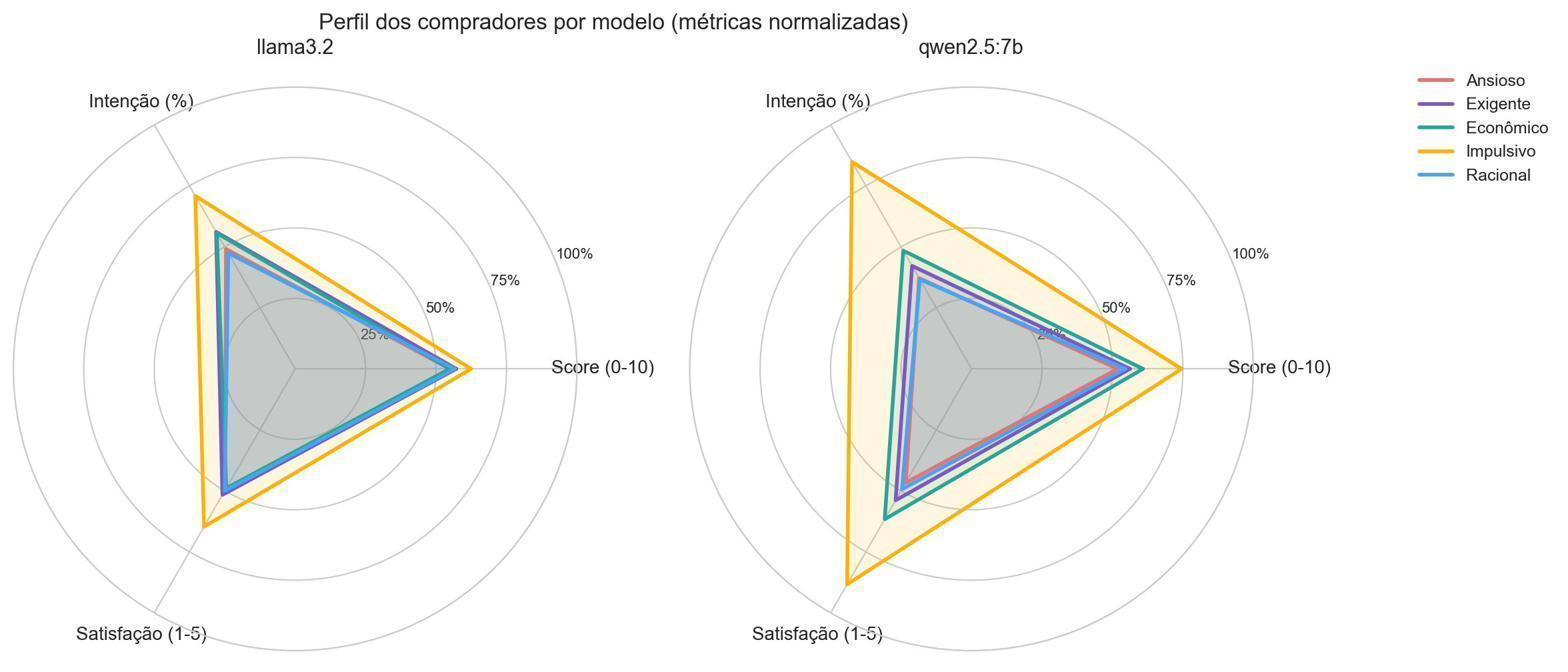 Perfil dos compradores por modelo (métricas normalizadas)
llama3.2
Intenção (%)
100%
75%
50%
25%
Score (0-10)
Satisfação (1-5)
qwen2.5:7b
Intenção (%)
100%
75%
50%
25%
Score (0-10)
Satisfação (1-5)
Ansioso
Exigente
Econômico
Impulsivo
Racional